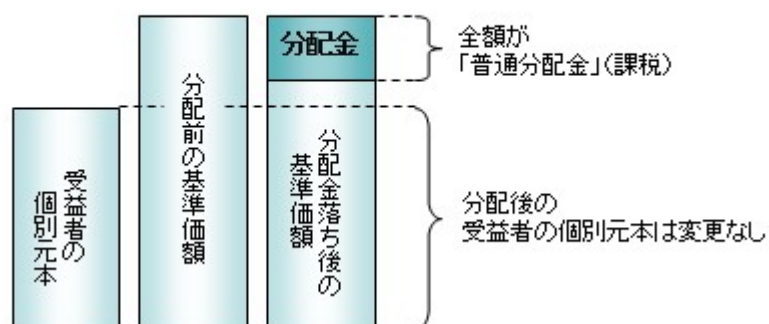 受益者の
個別元本
分配前の基準価額
分配金
分配金落ち後の
基準価額
全額が
「普通分配金」(課税)
分配後の
受益者の個別元本は変更なし